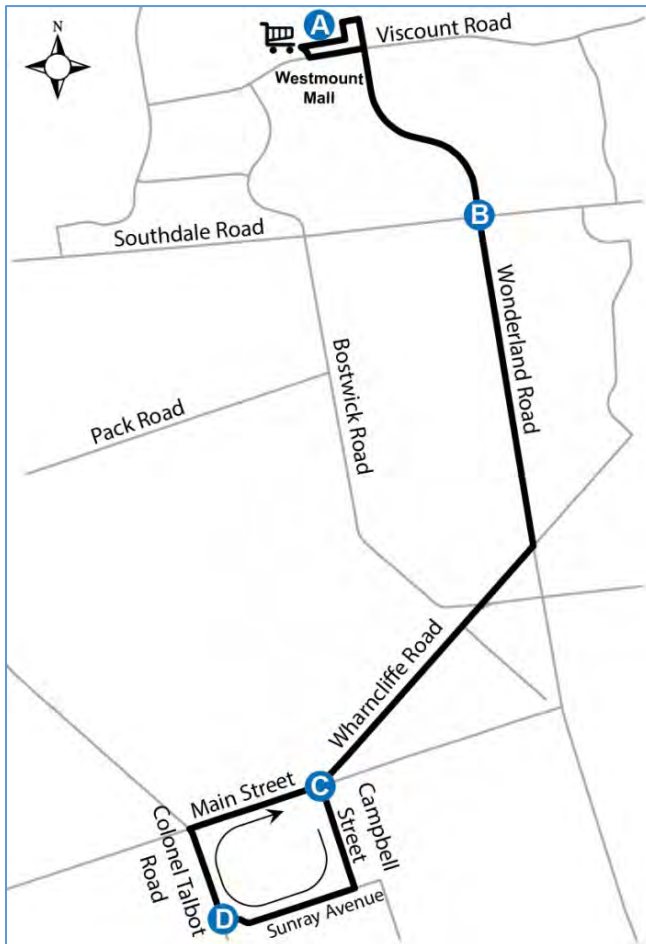 N
A
Viscount Road
Westmount
Mall
B
Southdale Road
Wonderland Road
Bostwick Road
Pack Road
Wharncliffe Road
C
Main Street
Campbell
Street
Colonel Talbot
Road
D
Sunray Avenue